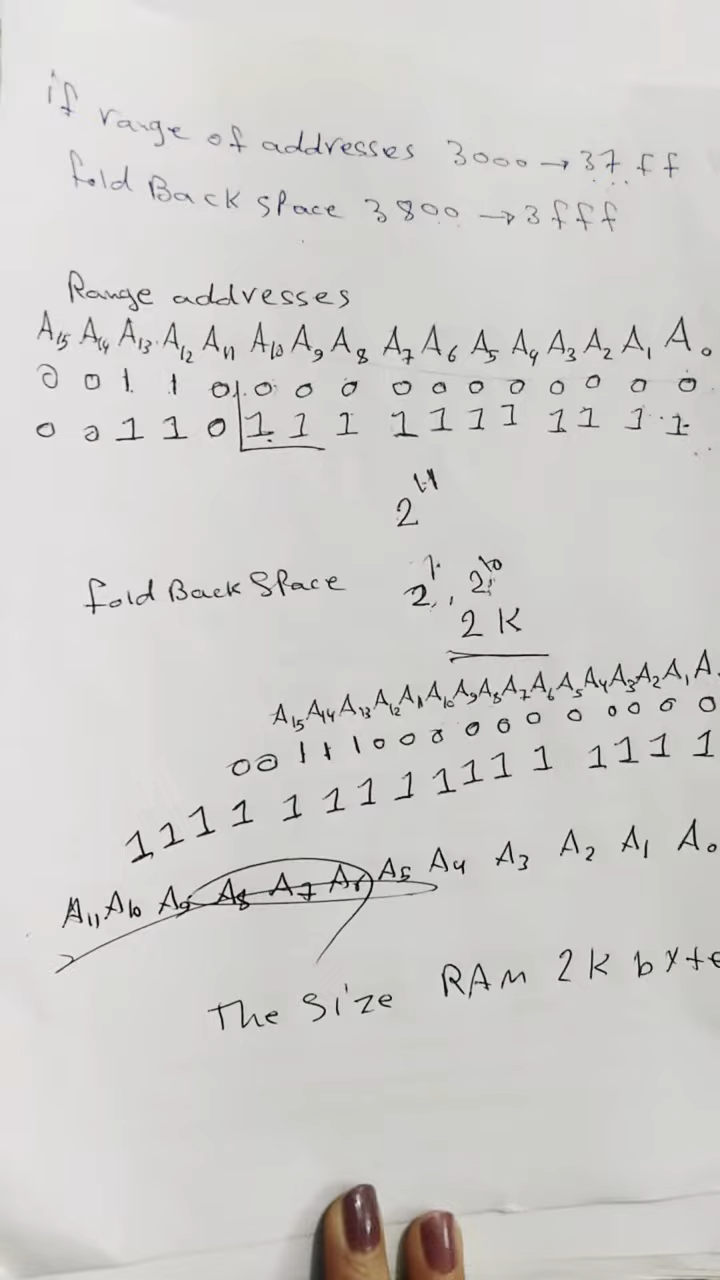 if range of addresses 3000 → 37ff
fold Back Space 3800 → 3fff
Range addresses
A15 A14 A13 A12 A11 A10 A9 A8 A7 A6 A5 A4 A3 A2 A1 A0
0 0 1 1 0 0 0 0 0 0 0 0 0 0 0 0
0 0 1 1 0 1 1 1 1 1 1 1 1 1 1 1
2^11
fold Back Space 2^1, 2^10
2K
A15 A14 A13 A12 A11 A10 A9 A8 A7 A6 A5 A4 A3 A2 A1 A
0 0 1 1 1 0 0 0 0 0 0 0 0 0 0 0
1 1 1 1 1 1 1 1 1 1 1 1 1 1 1 1
A11 A10 A9 A8 A7 A6 A5 A4 A3 A2 A1 A0
The Size RAM 2K byte